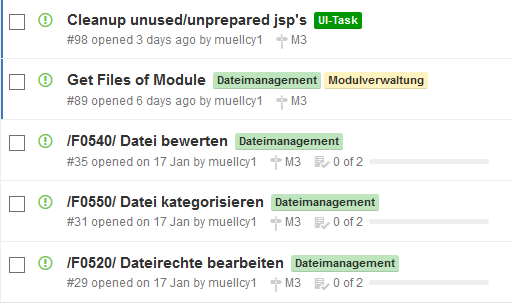 Cleanup unused/unprepared jsp's UI-Task
#98 opened 3 days ago by muellcy1 M3
Get Files of Module Dateimanagement Modulverwaltung
#89 opened 6 days ago by muellcy1 M3
/F0540/ Datei bewerten Dateimanagement
#35 opened on 17 Jan by muellcy1 M3 0 of 2
/F0550/ Datei kategorisieren Dateimanagement
#31 opened on 17 Jan by muellcy1 M3 0 of 2
/F0520/ Dateirechte bearbeiten Dateimanagement
#29 opened on 17 Jan by muellcy1 M3 0 of 2